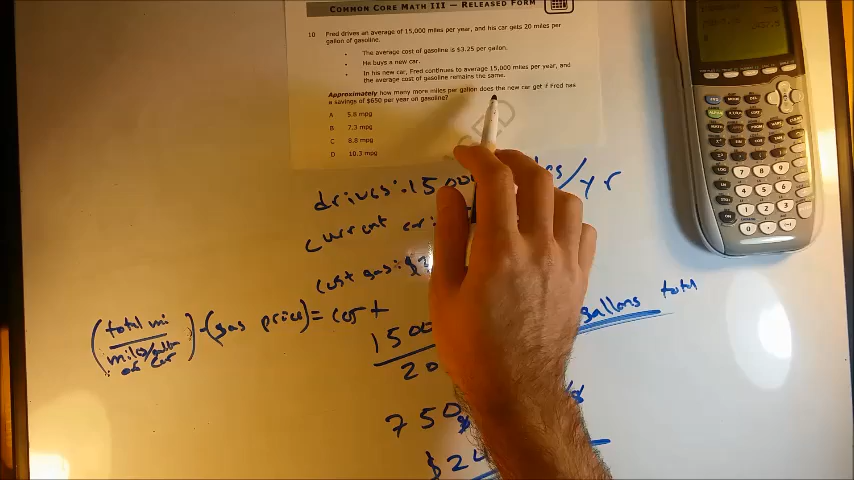 COMMON CORE MATH III — RELEASED FORM
10 Fred drives an average of 15,000 miles per year, and his car gets 20 miles per
gallon of gasoline.
• The average cost of gasoline is $3.25 per gallon.
• He buys a new car.
• In his new car, Fred continues to average 15,000 miles per year, and
the average cost of gasoline remains the same.
Approximately how many more miles per gallon does the new car get if Fred has
a savings of $650 per year on gasoline?
A 5.8 mpg
B 7.3 mpg
C 8.8 mpg
D 10.3 mpg
drives: 1500 /yr
current car:
cost gas: $
(total mi
miles/gallon
of car) · (gas price) = cost
1500 gallons total
20
750
$24